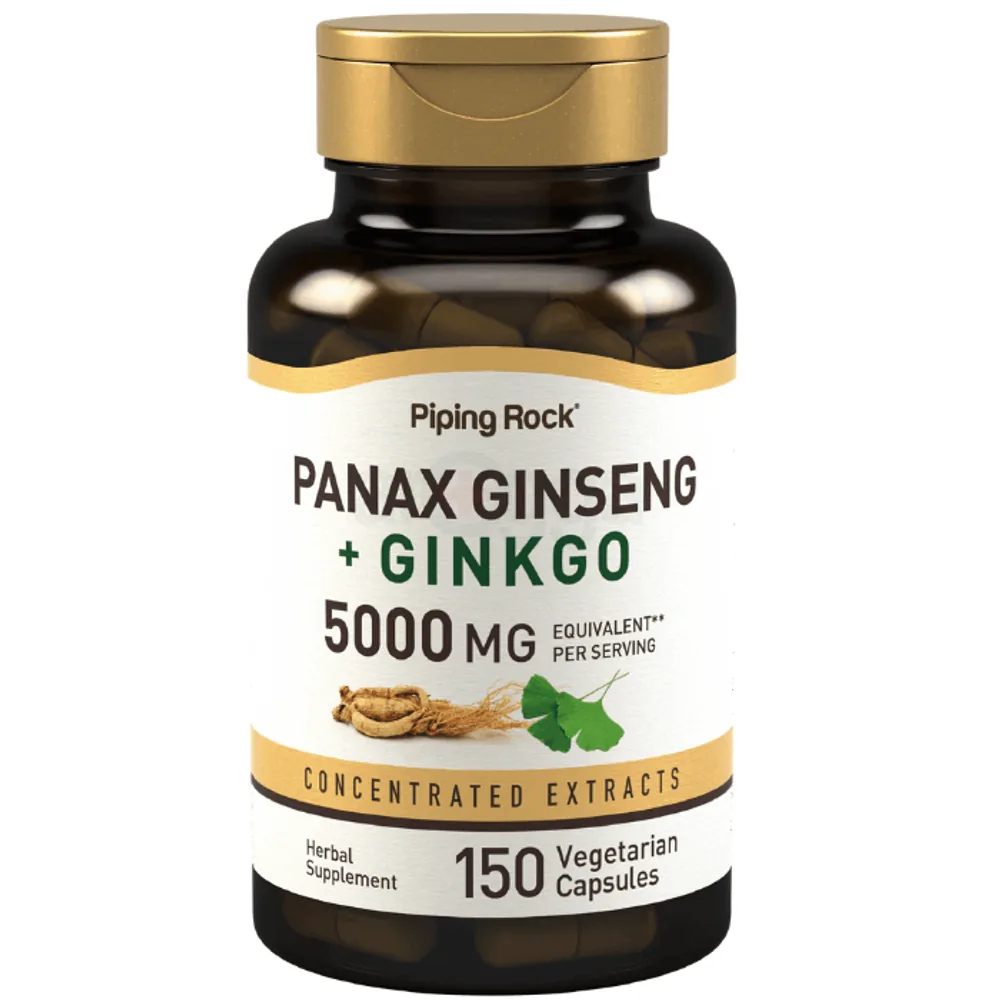 Piping Rock®
PANAX GINSENG
+ GINKGO
5000 MG
EQUIVALENT**
PER SERVING
CONCENTRATED EXTRACTS
Herbal
Supplement
150
Vegetarian
Capsules